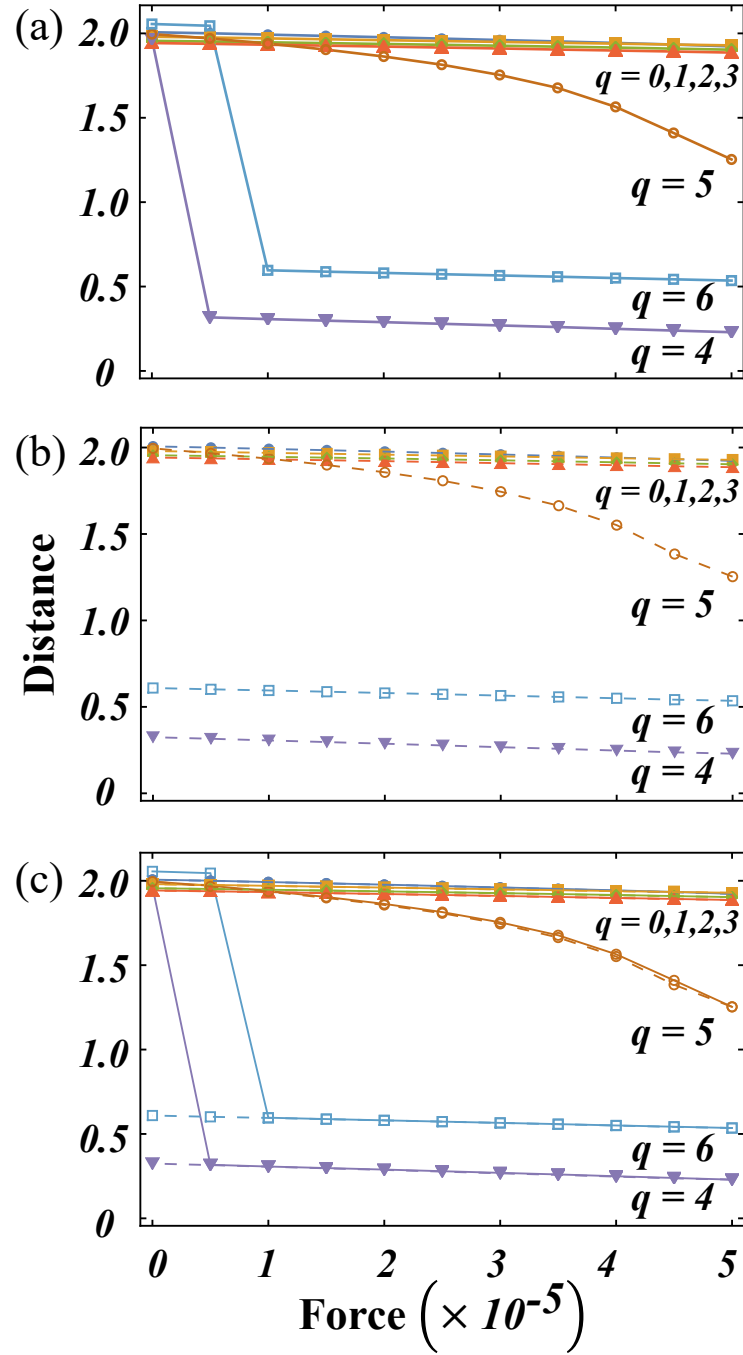 (a)
2.0
1.5
1.0
0.5
0
q = 0,1,2,3
q = 5
q = 6
q = 4
(b)
2.0
1.5
1.0
0.5
0
q = 0,1,2,3
q = 5
q = 6
q = 4
Distance
(c)
2.0
1.5
1.0
0.5
0
q = 0,1,2,3
q = 5
q = 6
q = 4
0 1 2 3 4 5
Force (× 10⁻⁵)